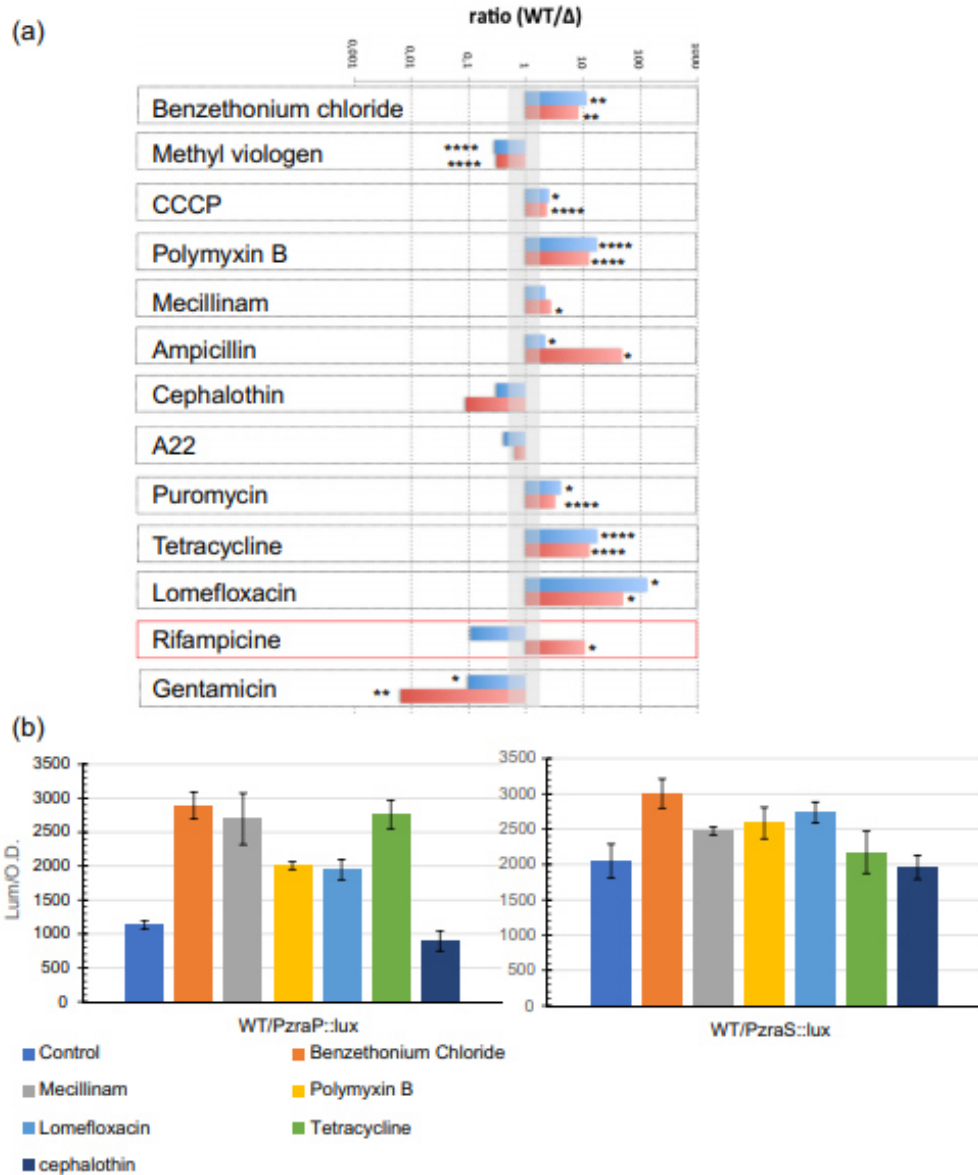 (a)
ratio (WT/Δ)
0,001 0,01 0,1 1 10 100 1000
Benzethonium chloride ** **
Methyl viologen **** ****
CCCP * ****
Polymyxin B **** ****
Mecillinam *
Ampicillin * *
Cephalothin
A22
Puromycin * ****
Tetracycline **** ****
Lomefloxacin * *
Rifampicine *
Gentamicin * **
(b)
Lum/O.D.
3500
3000
2500
2000
1500
1000
500
0
WT/PzraP::lux
3500
3000
2500
2000
1500
1000
500
0
WT/PzraS::lux
Control
Benzethonium Chloride
Mecillinam
Polymyxin B
Lomefloxacin
Tetracycline
cephalothin